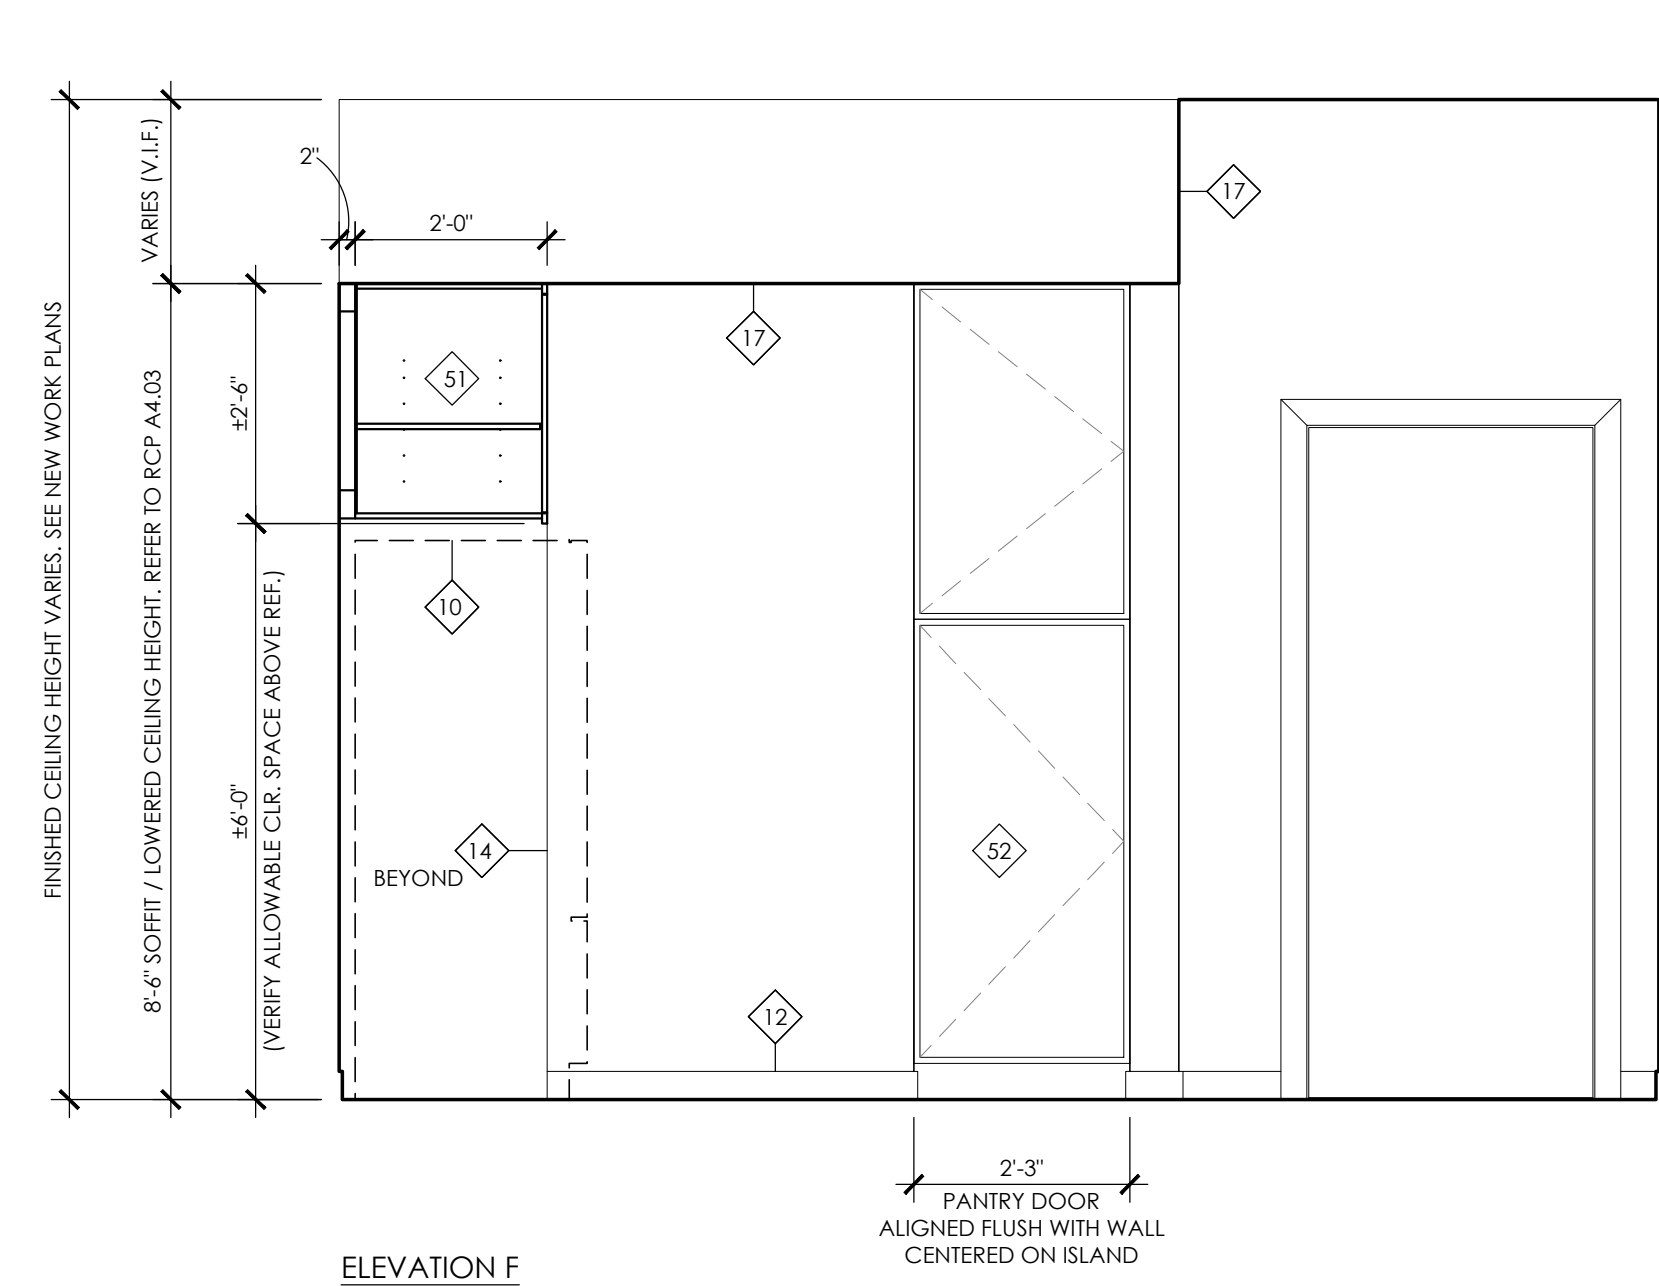 VARIES (V.I.F.)
2"
2'-0"
17
FINISHED CEILING HEIGHT VARIES. SEE NEW WORK PLANS
8'-6" SOFFIT / LOWERED CEILING HEIGHT. REFER TO RCP A4.03
±2'-6"
51
17
10
±6'-0"
(VERIFY ALLOWABLE CLR. SPACE ABOVE REF.)
14
BEYOND
52
12
2'-3"
PANTRY DOOR
ALIGNED FLUSH WITH WALL
CENTERED ON ISLAND
ELEVATION F